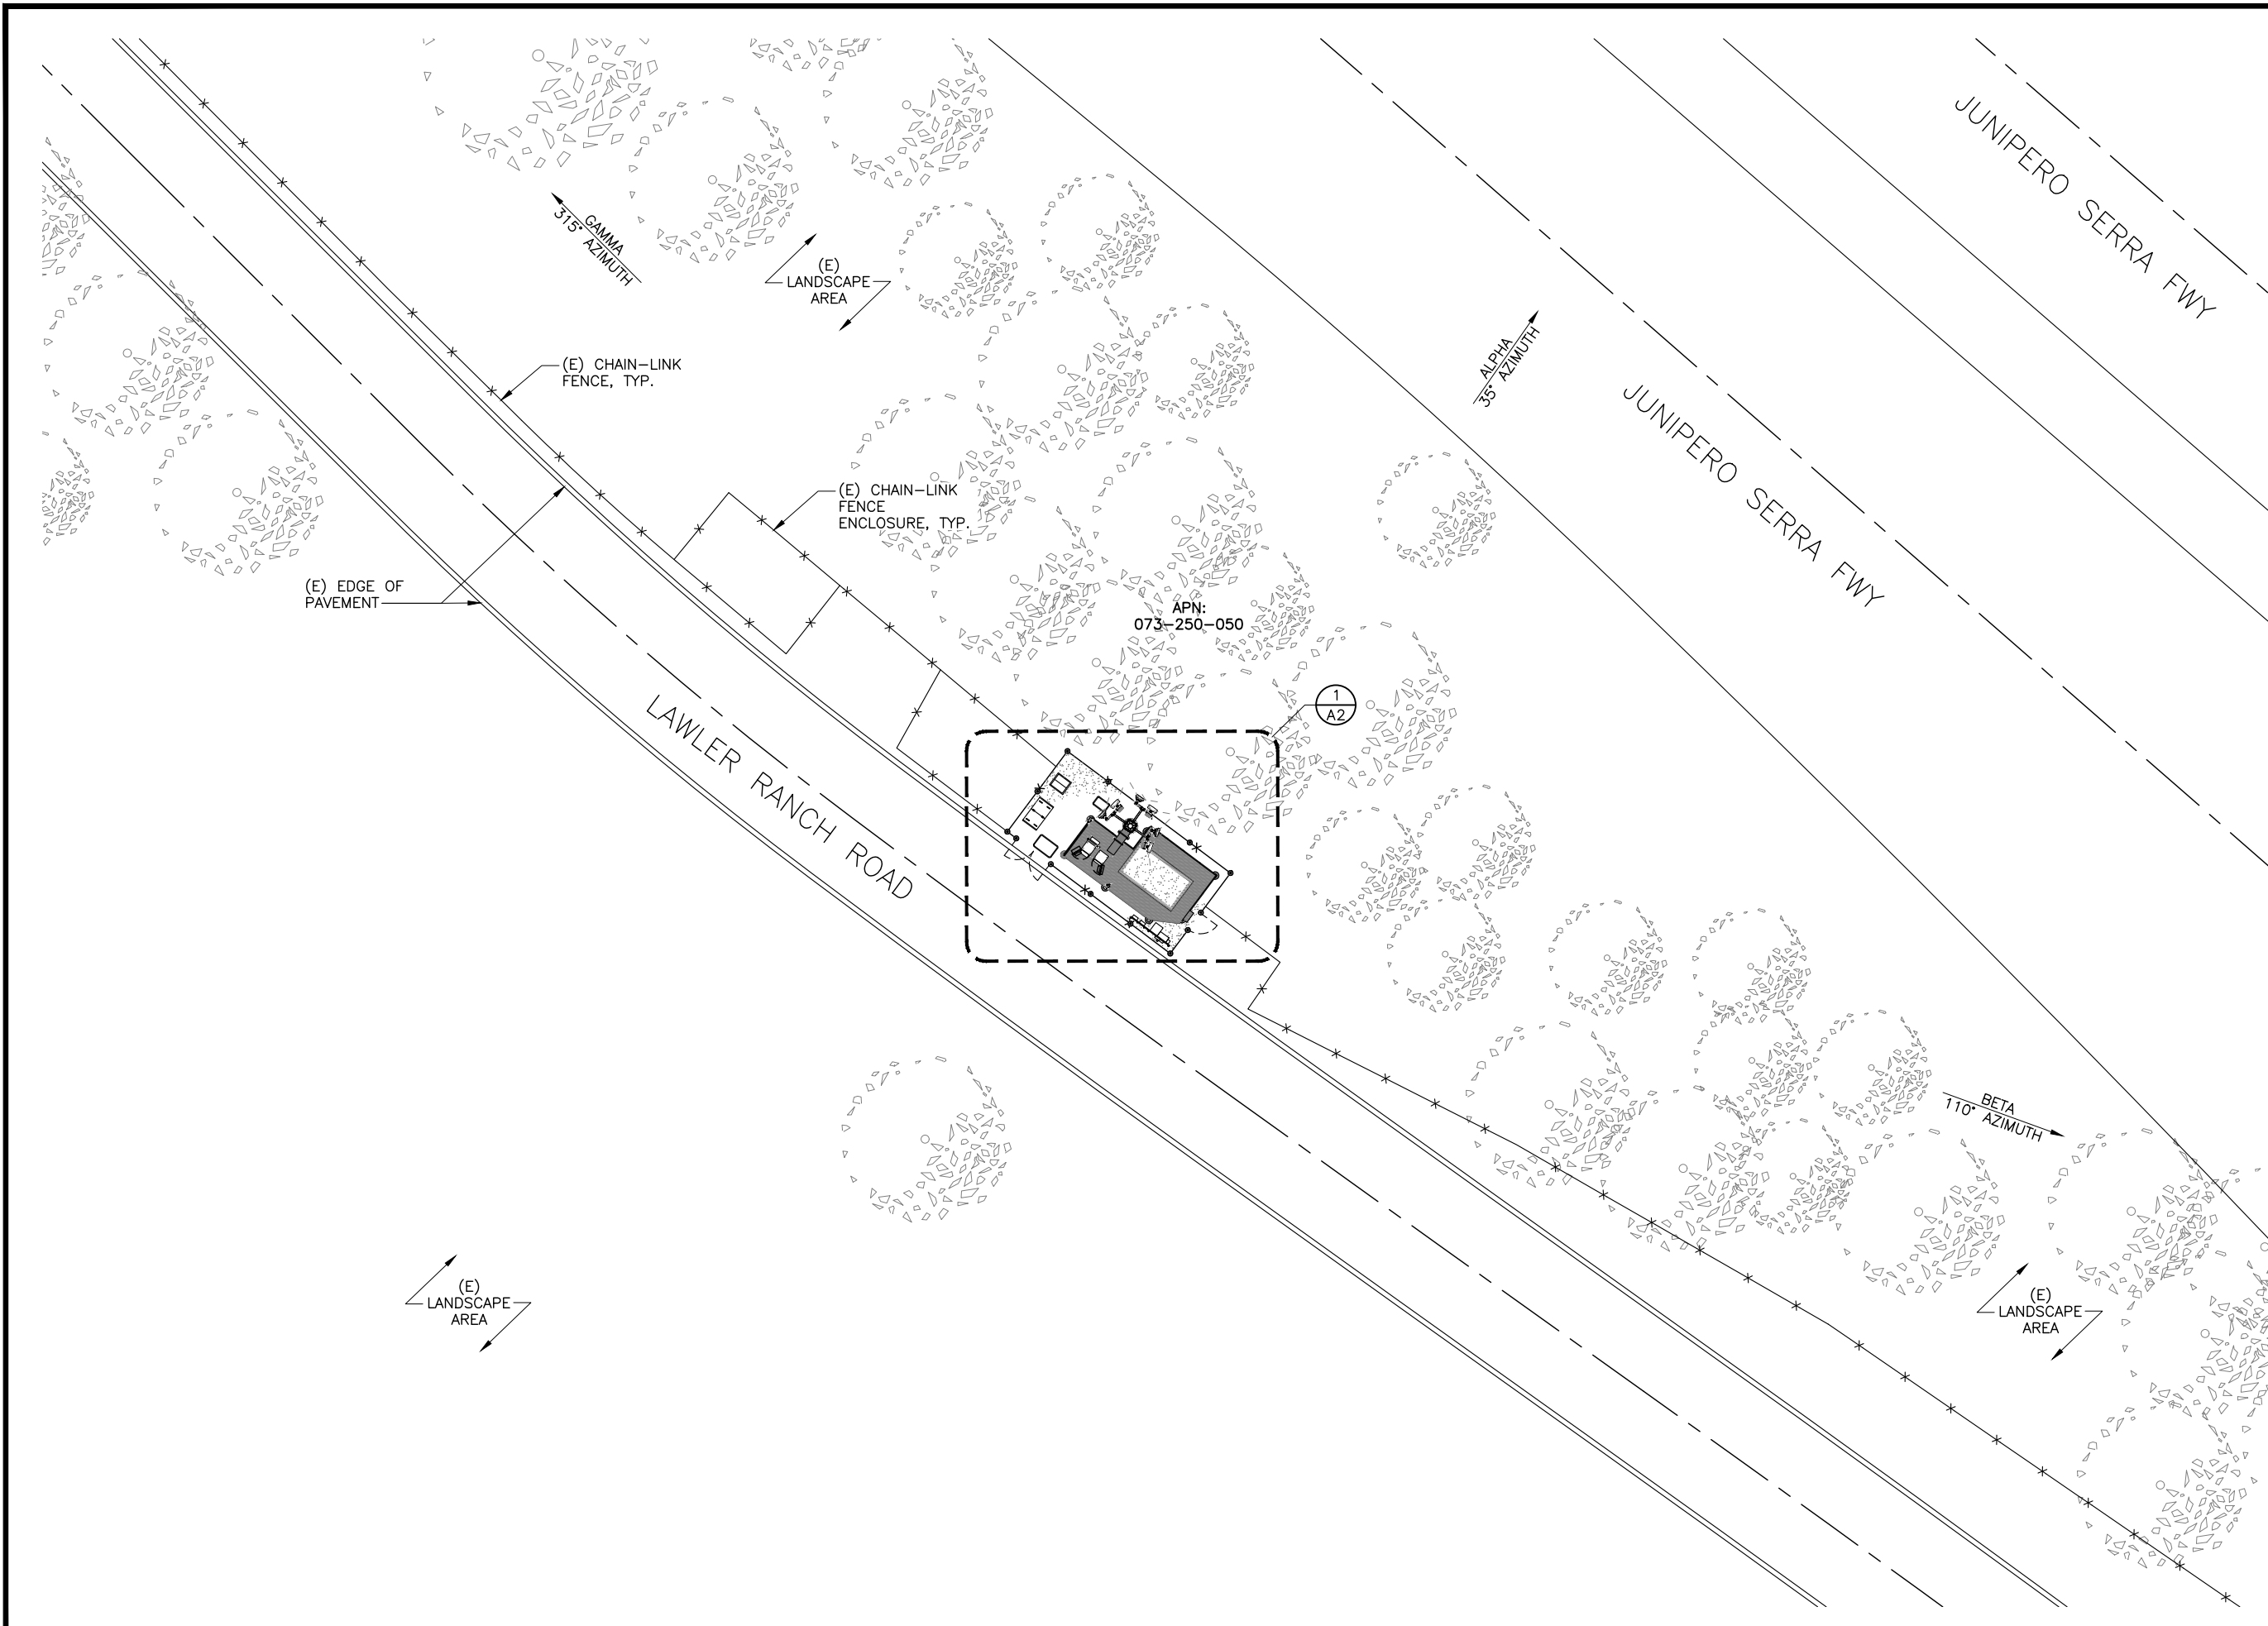 JUNIPERO SERRA FWY
GAMMA
315° AZIMUTH
(E)
LANDSCAPE
AREA
ALPHA
35° AZIMUTH
(E) CHAIN-LINK
FENCE, TYP.
JUNIPERO SERRA FWY
(E) CHAIN-LINK
FENCE
ENCLOSURE, TYP.
(E) EDGE OF
PAVEMENT
APN:
073-250-050
1
A2
LAWLER RANCH ROAD
BETA
110° AZIMUTH
(E)
LANDSCAPE
AREA
(E)
LANDSCAPE
AREA